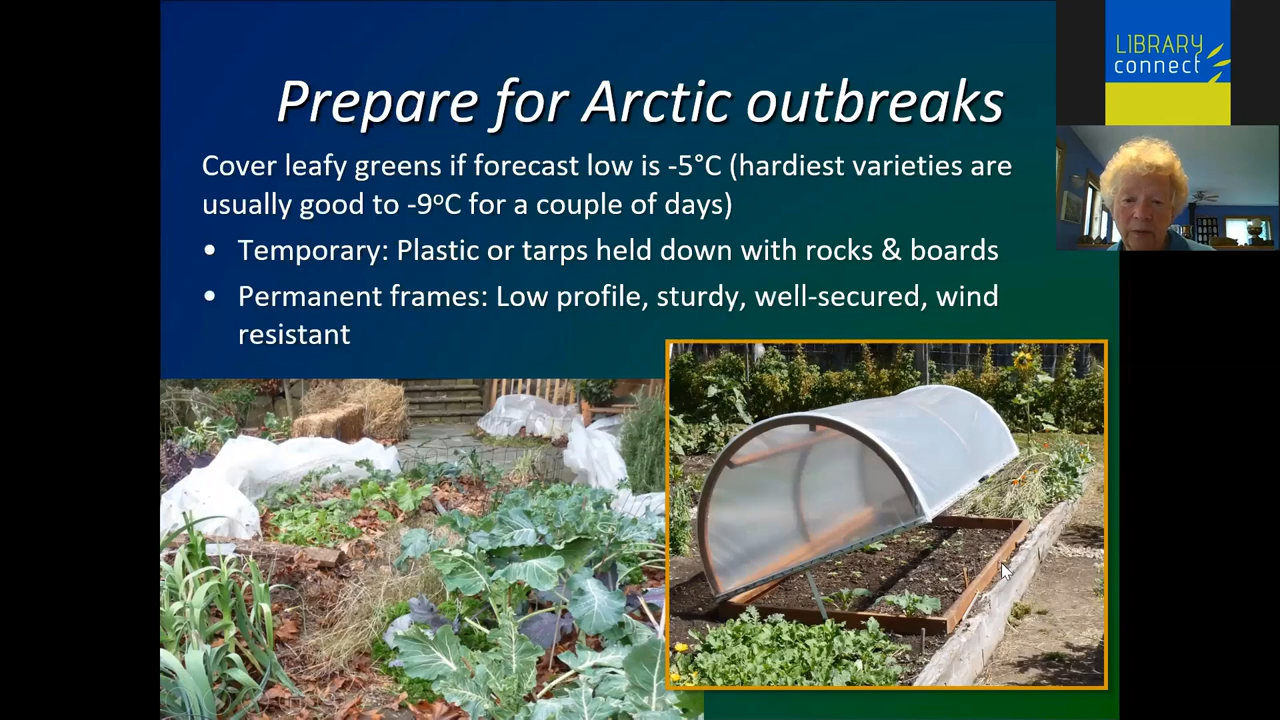 Prepare for Arctic outbreaks
Cover leafy greens if forecast low is -5°C (hardiest varieties are
usually good to -9°C for a couple of days)
• Temporary: Plastic or tarps held down with rocks & boards
• Permanent frames: Low profile, sturdy, well-secured, wind
resistant
LIBRARY
connect